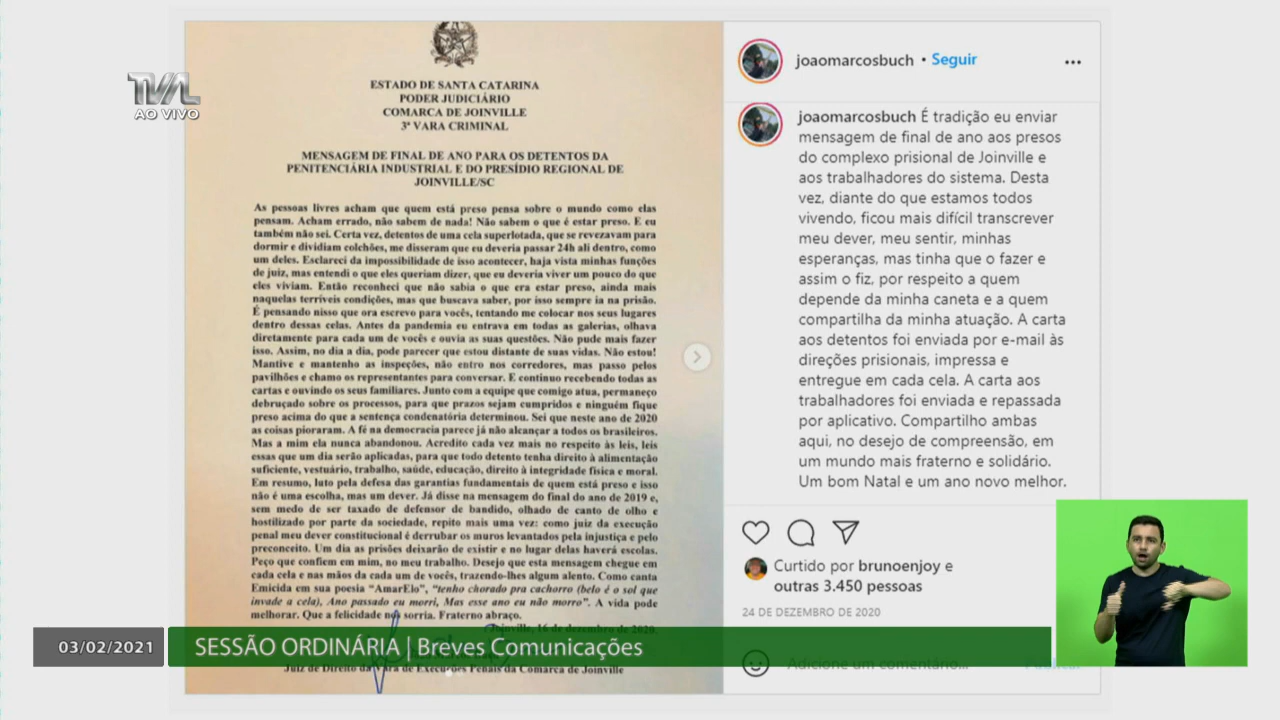 TVAL
AO VIVO
ESTADO DE SANTA CATARINA
PODER JUDICIÁRIO
COMARCA DE JOINVILLE
3ª VARA CRIMINAL
MENSAGEM DE FINAL DE ANO PARA OS DETENTOS DA
PENITENCIÁRIA INDUSTRIAL E DO PRESÍDIO REGIONAL DE
JOINVILLE/SC
As pessoas livres acham que quem está preso pensa sobre o mundo como elas
pensam. Acham errado, não sabem de nada! Não sabem o que é estar preso. E eu
também não sei. Certa vez, detentos de uma cela superlotada, que se revezavam para
dormir e dividiam colchões, me disseram que eu deveria passar 24h ali dentro, como
um deles. Esclareci da impossibilidade de isso acontecer, haja vista minhas funções
de juiz, mas entendi o que eles queriam dizer, que eu deveria viver um pouco do que
eles viviam. Então reconheci que não sabia o que era estar preso, ainda mais
naquelas terríveis condições, mas que buscava saber, por isso sempre ia na prisão.
É pensando nisso que ora escrevo para vocês, tentando me colocar nos seus lugares
dentro dessas celas. Antes da pandemia eu entrava em todas as galerias, olhava
diretamente para cada um de vocês e ouvia as suas questões. Não pude mais fazer
isso. Assim, no dia a dia, pode parecer que estou distante de suas vidas. Não estou!
Mantive e mantenho as inspeções, não entro nos corredores, mas passo pelos
pavilhões e chamo os representantes para conversar. E continuo recebendo todas as
cartas e ouvindo os seus familiares. Junto com a equipe que comigo atua, permaneço
debruçado sobre os processos, para que prazos sejam cumpridos e ninguém fique
preso acima do que a sentença condenatória determinou. Sei que neste ano de 2020
as coisas pioraram. A fé na democracia parece já não alcançar a todos os brasileiros.
Mas a mim ela nunca abandonou. Acredito cada vez mais no respeito às leis, leis
essas que um dia serão aplicadas, para que todo detento tenha direito à alimentação
suficiente, vestuário, trabalho, saúde, educação, direito à integridade física e moral.
Em resumo, luto pela defesa das garantias fundamentais de quem está preso e isso
não é uma escolha, mas um dever. Já disse na mensagem do final do ano de 2019 e,
sem medo de ser taxado de defensor de bandido, olhado de canto de olho e
hostilizado por parte da sociedade, repito mais uma vez: como juiz da execução
penal meu dever constitucional é derrubar os muros levantados pela injustiça e pelo
preconceito. Um dia as prisões deixarão de existir e no lugar delas haverá escolas.
Peço que confiem em mim, no meu trabalho. Desejo que esta mensagem chegue em
cada cela e nas mãos da cada um de vocês, trazendo-lhes algum alento. Como canta
Emicida em sua poesia “AmarElo”, “tenho chorado pra cachorro (belo é o sol que
invade a cela), Ano passado eu morri, Mas esse ano eu não morro”. A vida pode
melhorar. Que a felicidade nos sorria. Fraterno abraço.
Joinville, 16 de dezembro de 2020.
Juiz de Direito da Vara de Execuções Penais da Comarca de Joinville
joaomarcosbuch • Seguir
joaomarcosbuch É tradição eu enviar
mensagem de final de ano aos presos
do complexo prisional de Joinville e
aos trabalhadores do sistema. Desta
vez, diante do que estamos todos
vivendo, ficou mais difícil transcrever
meu dever, meu sentir, minhas
esperanças, mas tinha que o fazer e
assim o fiz, por respeito a quem
depende da minha caneta e a quem
compartilha da minha atuação. A carta
aos detentos foi enviada por e-mail às
direções prisionais, impressa e
entregue em cada cela. A carta aos
trabalhadores foi enviada e repassada
por aplicativo. Compartilho ambas
aqui, no desejo de compreensão, em
um mundo mais fraterno e solidário.
Um bom Natal e um ano novo melhor.
Curtido por brunoenjoy e
outras 3.450 pessoas
24 DE DEZEMBRO DE 2020
Adicione um comentário...
Publicar
03/02/2021
SESSÃO ORDINÁRIA | Breves Comunicações